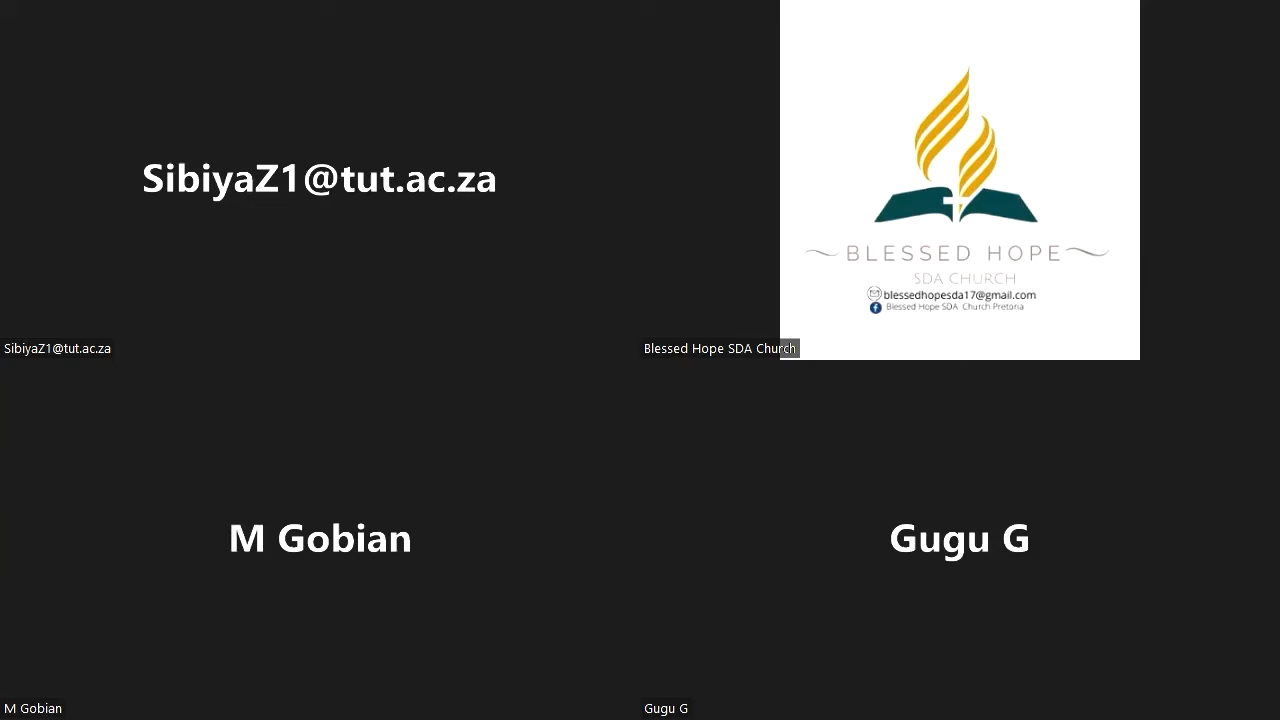 SibiyaZ1@tut.ac.za
SibiyaZ1@tut.ac.za
BLESSED HOPE
SDA CHURCH
blessedhopesda17@gmail.com
Blessed Hope SDA Church Pretoria
Blessed Hope SDA Church
M Gobian
M Gobian
Gugu G
Gugu G